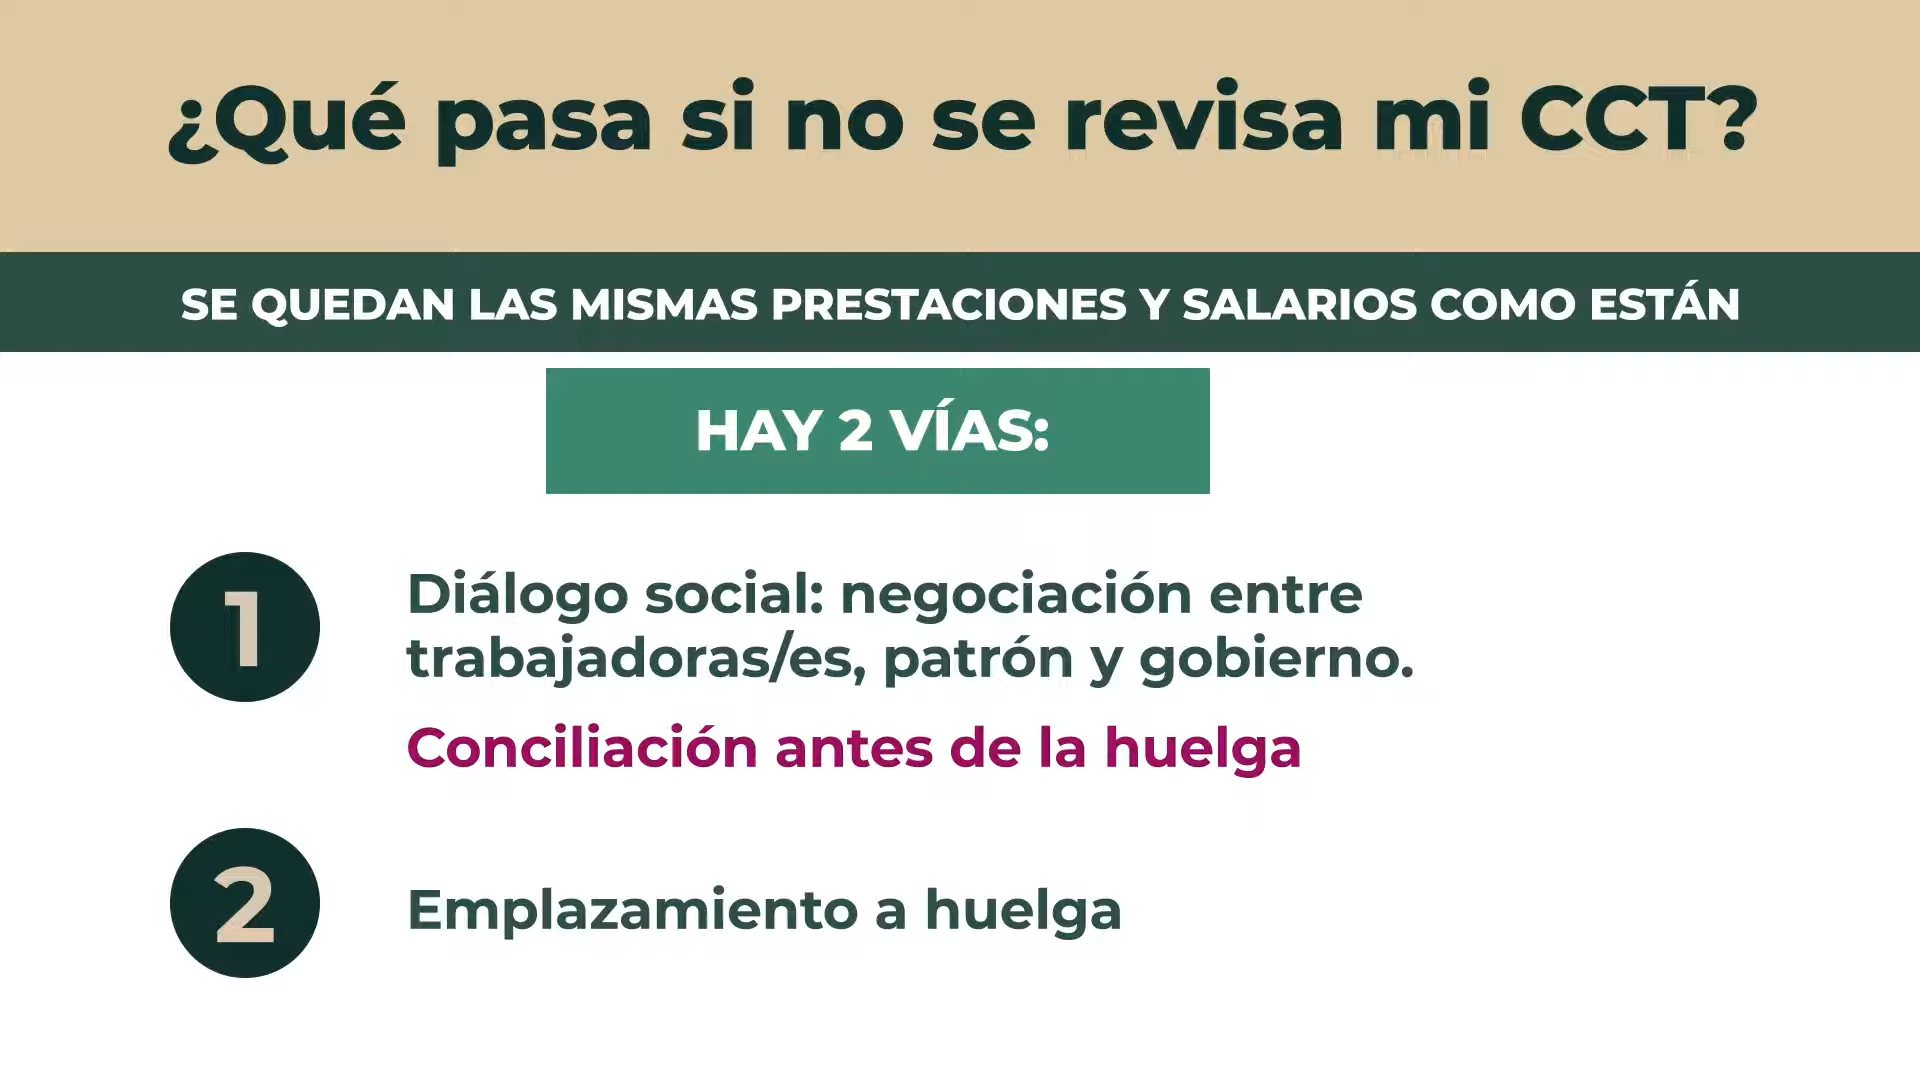 ¿Qué pasa si no se revisa mi CCT?
SE QUEDAN LAS MISMAS PRESTACIONES Y SALARIOS COMO ESTÁN
HAY 2 VÍAS:
1
Diálogo social: negociación entre
trabajadoras/es, patrón y gobierno.
Conciliación antes de la huelga
2
Emplazamiento a huelga